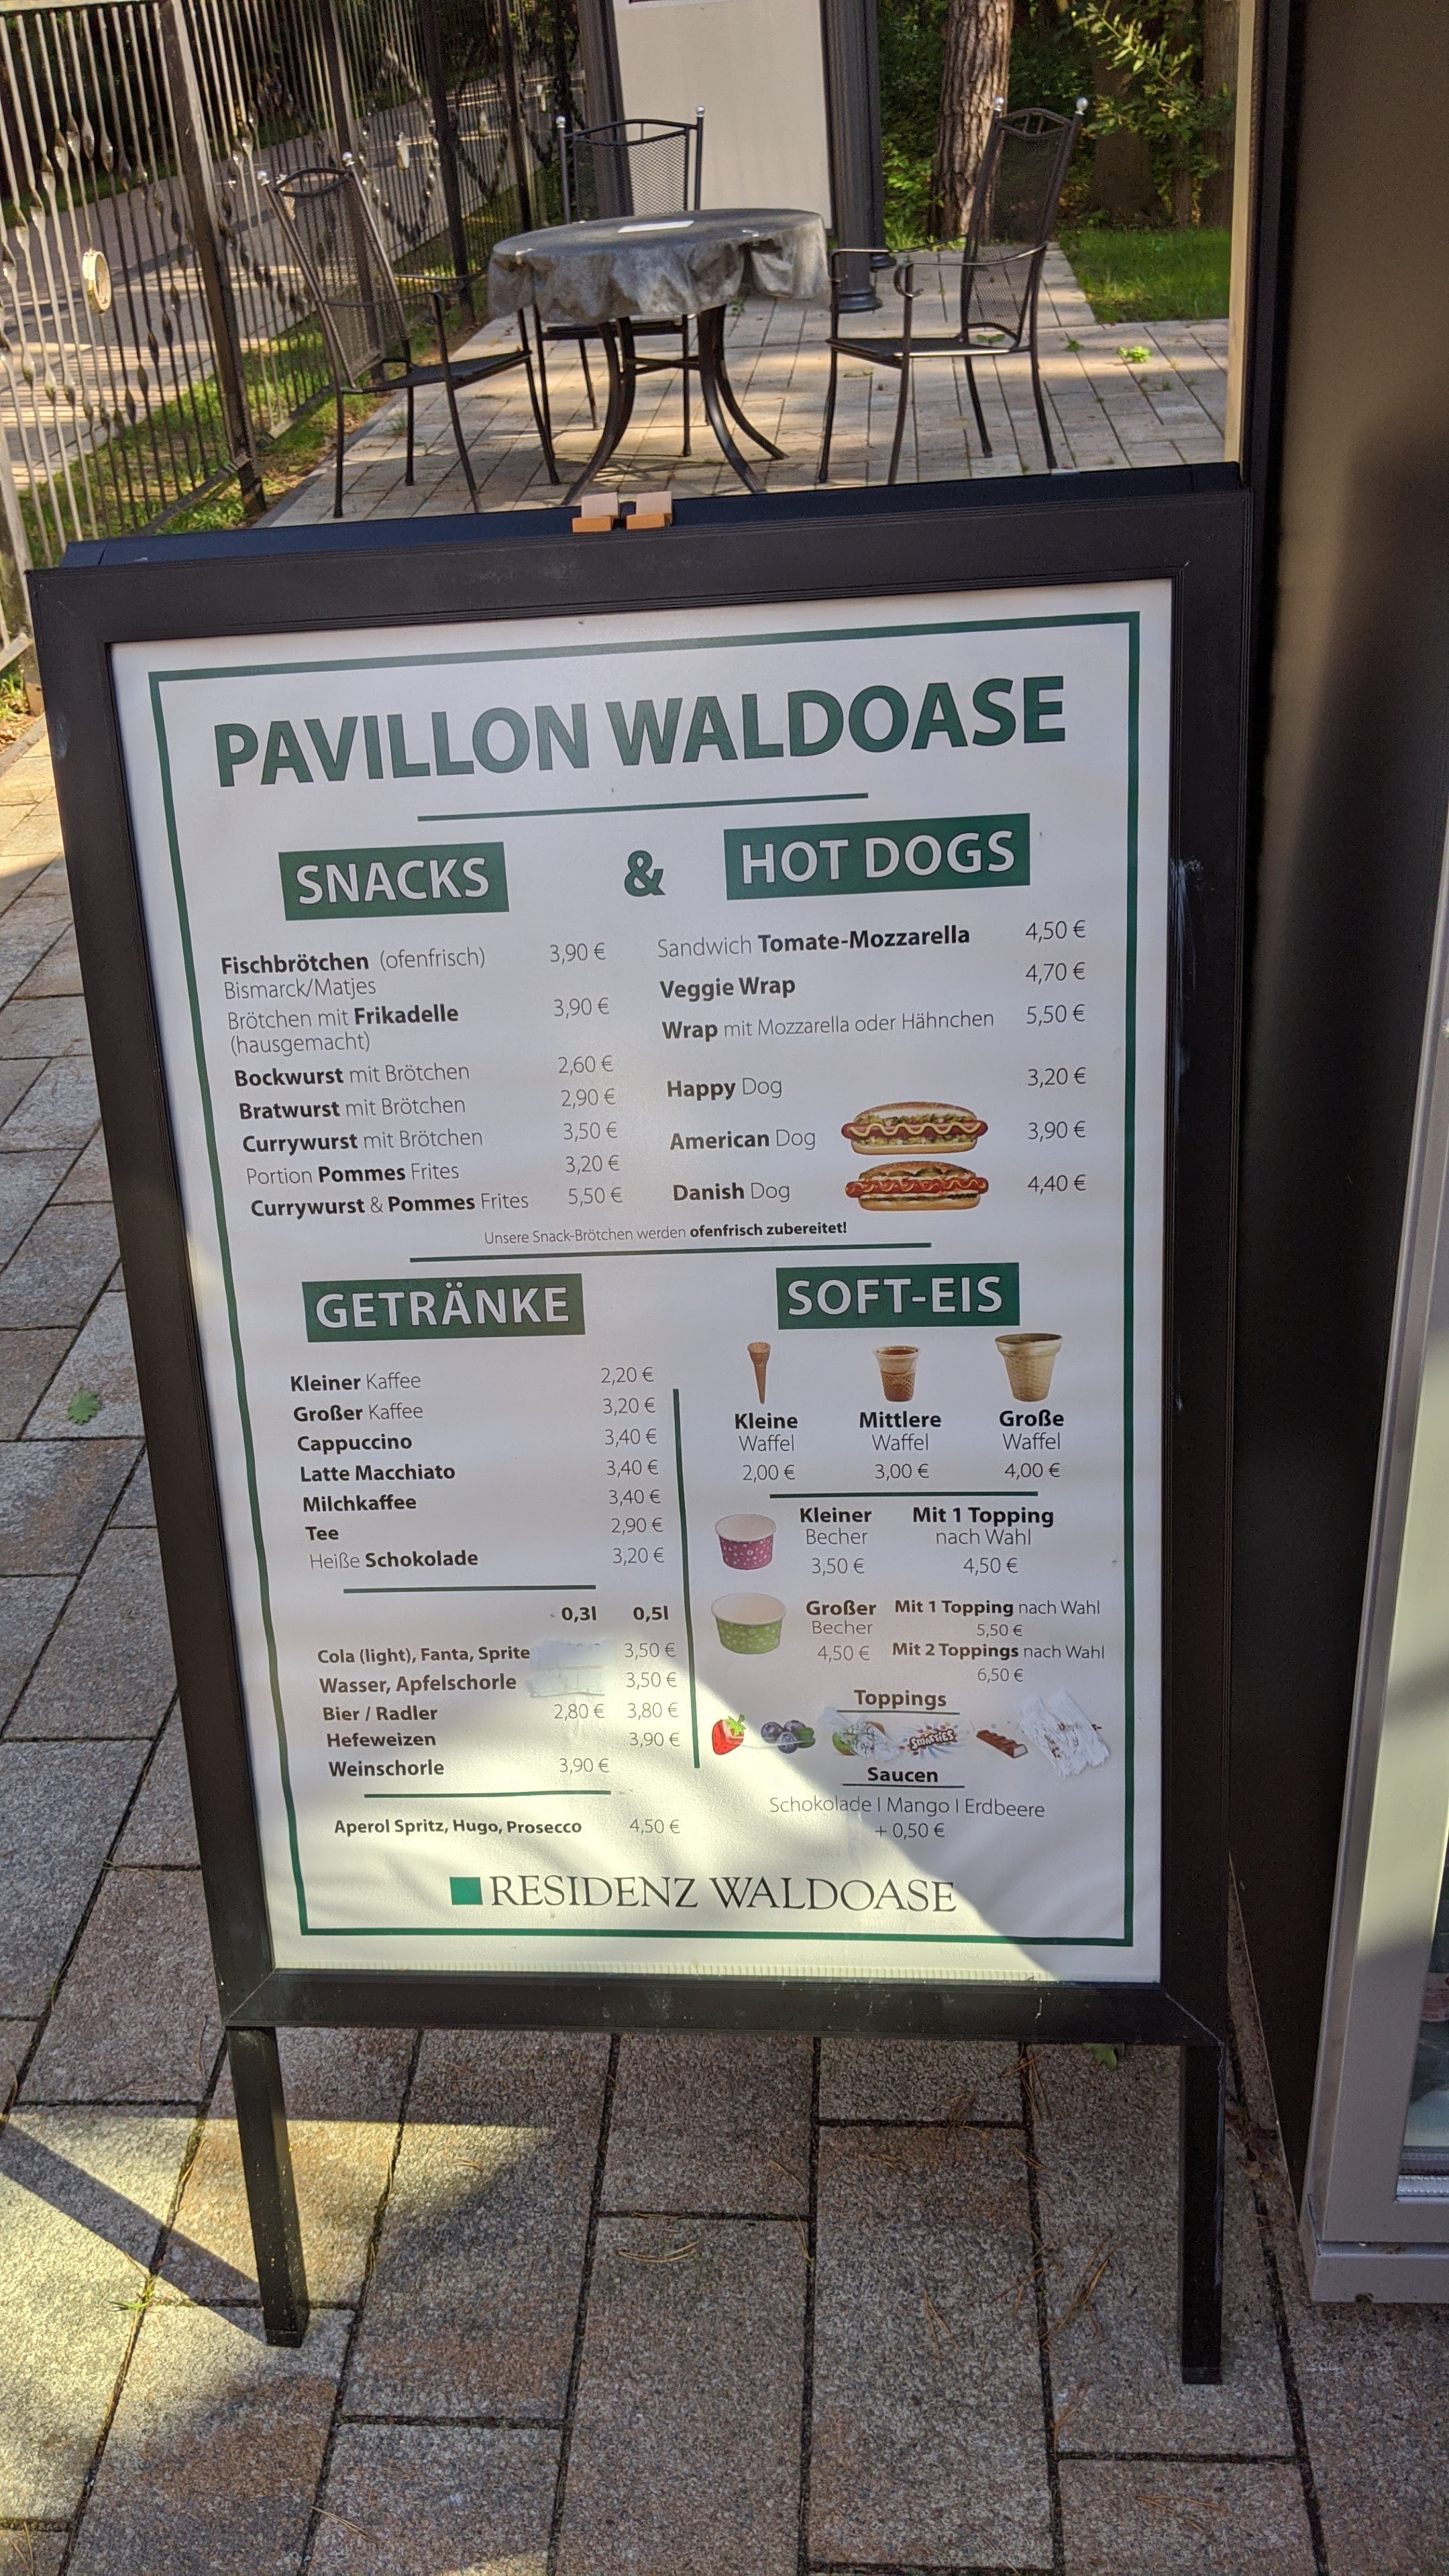 PAVILLON WALDOASE
SNACKS & HOT DOGS
Fischbrötchen (ofenfrisch) 3,90 €
Bismarck/Matjes
Brötchen mit Frikadelle 3,90 €
(hausgemacht)
Bockwurst mit Brötchen 2,60 €
Bratwurst mit Brötchen 2,90 €
Currywurst mit Brötchen 3,50 €
Portion Pommes Frites 3,20 €
Currywurst & Pommes Frites 5,50 €
Sandwich Tomate-Mozzarella 4,50 €
Veggie Wrap 4,70 €
Wrap mit Mozzarella oder Hähnchen 5,50 €
Happy Dog 3,20 €
American Dog 3,90 €
Danish Dog 4,40 €
Unsere Snack-Brötchen werden ofenfrisch zubereitet!
GETRÄNKE
Kleiner Kaffee 2,20 €
Großer Kaffee 3,20 €
Cappuccino 3,40 €
Latte Macchiato 3,40 €
Milchkaffee 3,40 €
Tee 2,90 €
Heiße Schokolade 3,20 €
0,3l 0,5l
Cola (light), Fanta, Sprite 3,50 €
Wasser, Apfelschorle 3,50 €
Bier / Radler 2,80 € 3,80 €
Hefeweizen 3,90 €
Weinschorle 3,90 €
Aperol Spritz, Hugo, Prosecco 4,50 €
SOFT-EIS
Kleine Mittlere Große
Waffel Waffel Waffel
2,00 € 3,00 € 4,00 €
Kleiner Mit 1 Topping
Becher nach Wahl
3,50 € 4,50 €
Großer Mit 1 Topping nach Wahl
Becher 5,50 €
4,50 € Mit 2 Toppings nach Wahl
6,50 €
Toppings
SMARTIES
Saucen
Schokolade | Mango | Erdbeere
+ 0,50 €
RESIDENZ WALDOASE